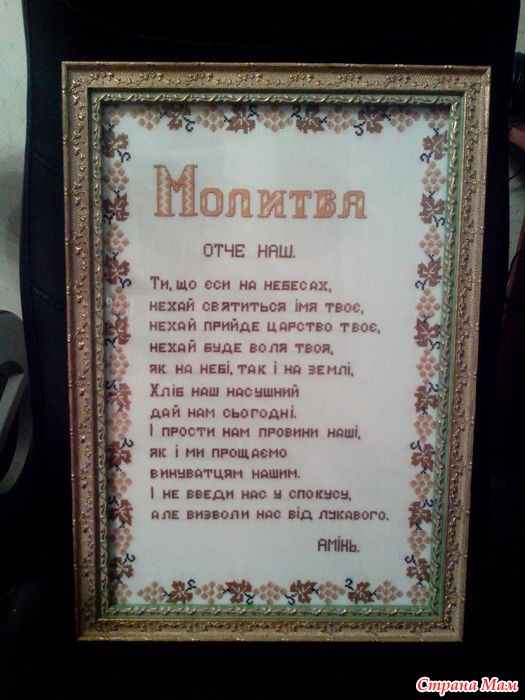 Молитва
ОТЧЕ НАШ.
Ти, що єси на небесах,
нехай святиться імя твоє,
нехай прийде царство твоє,
нехай буде воля твоя,
як на небі, так і на землі,
Хліб наш насушний
дай нам сьогодні.
І прости нам провини наші,
як і ми прощаємо
винуватцям нашим.
І не введи нас у спокусу,
але визволи нас від лукавого.
Амінь.
Страна Мам